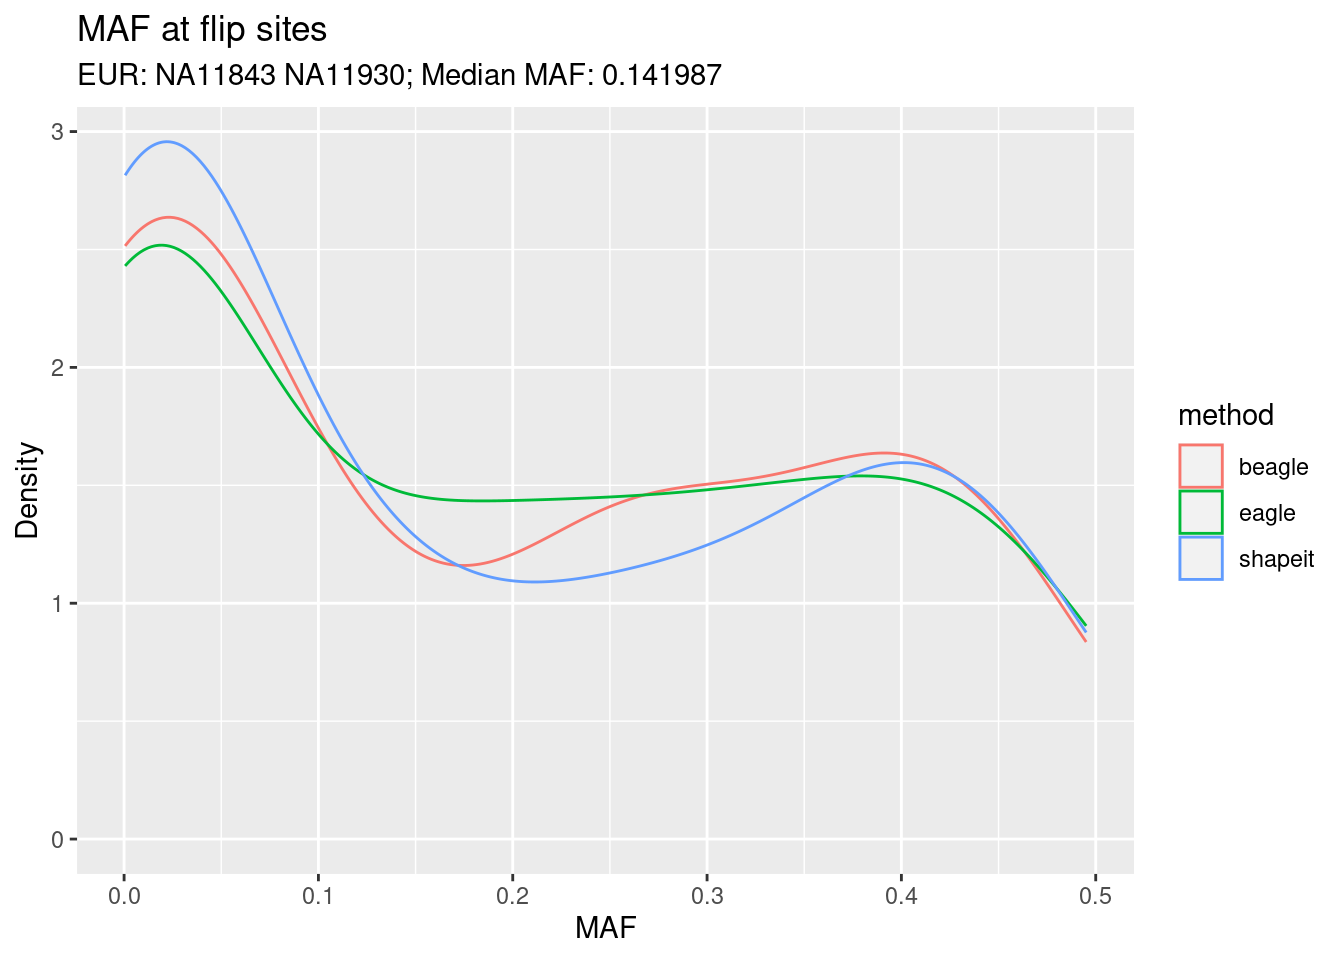 MAF at flip sites
EUR: NA11843 NA11930; Median MAF: 0.141987
3
2
1
0
Density
0.0 0.1 0.2 0.3 0.4 0.5
MAF
method
beagle
eagle
shapeit